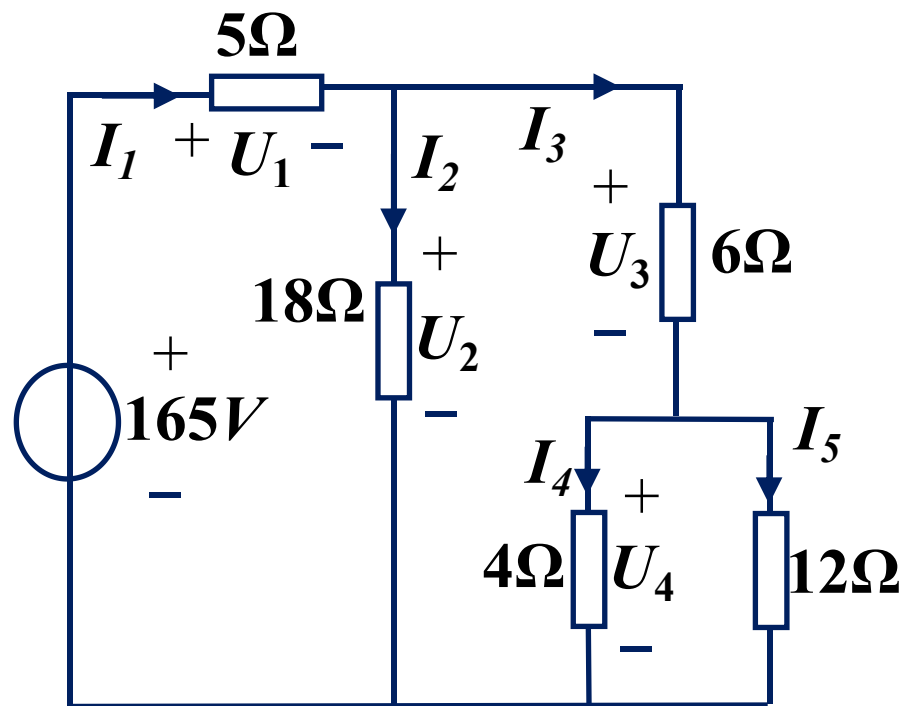 5Ω
I₁
+ U₁ −
I₂
I₃
+
U₃
−
6Ω
18Ω
+
U₂
−
+
165V
−
I₄
I₅
4Ω
+
U₄
−
12Ω